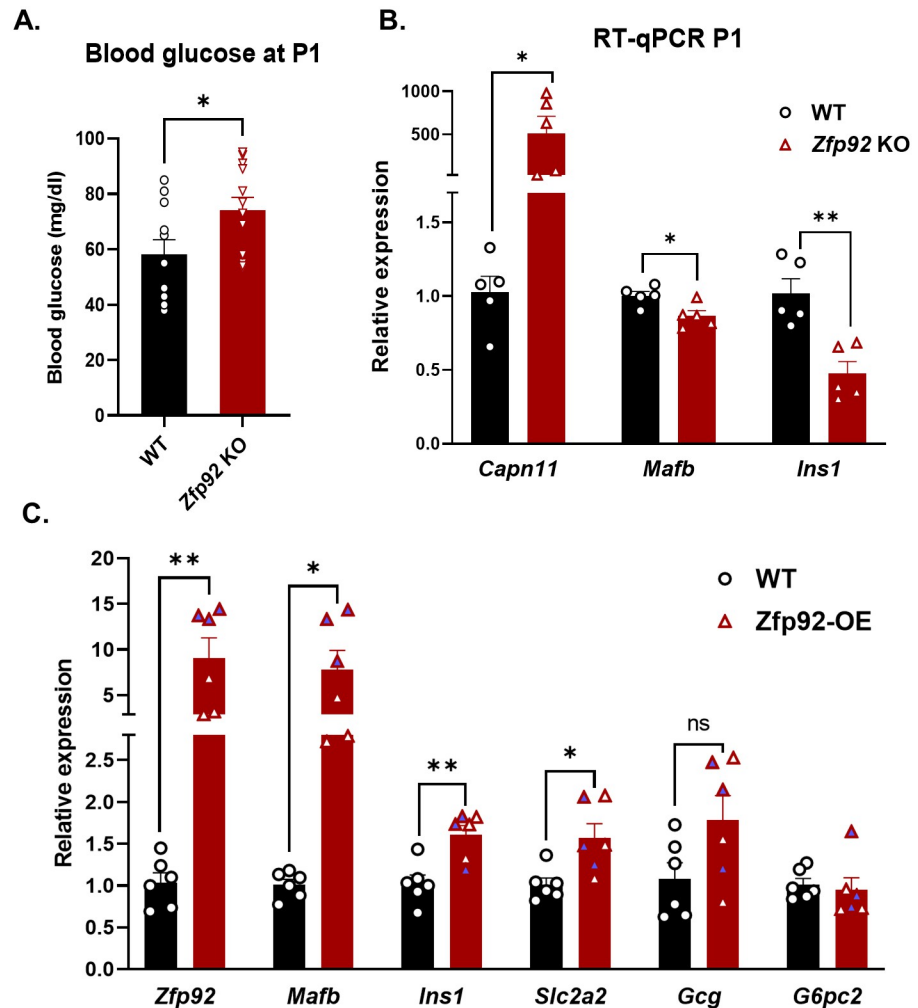 A.
Blood glucose at P1
*
100
80
60
40
20
0
Blood glucose (mg/dl)
WT
Zfp92 KO
B.
RT-qPCR P1
*
1000
500
WT
Zfp92 KO
**
*
1.5
1.0
0.5
0.0
Relative expression
Capn11
Mafb
Ins1
C.
20
15
10
5
2.5
2.0
1.5
1.0
0.5
0.0
Relative expression
**
*
**
*
ns
WT
Zfp92-OE
Zfp92
Mafb
Ins1
Slc2a2
Gcg
G6pc2